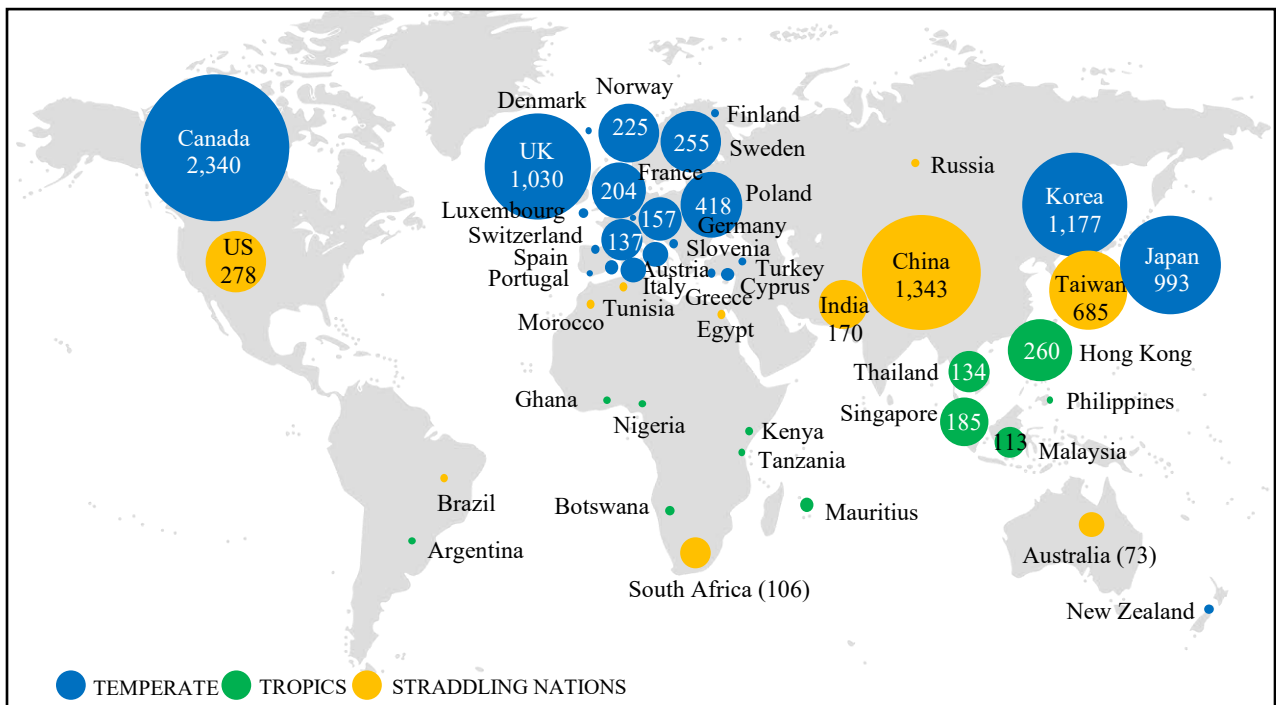 Norway
Denmark
Finland
Canada
2,340
225
UK
1,030
255
Sweden
France
Russia
204
Poland
Korea
1,177
Luxembourg
157
418
Germany
Switzerland
137
Slovenia
US
278
Spain
Austria
Turkey
China
1,343
Japan
993
Portugal
Italy
Cyprus
Greece
Taiwan
685
Tunisia
India
170
Morocco
Egypt
260
Hong Kong
Thailand
134
Ghana
Philippines
Singapore
185
Nigeria
Kenya
113
Malaysia
Tanzania
Brazil
Botswana
Mauritius
Argentina
Australia (73)
South Africa (106)
New Zealand
TEMPERATE
TROPICS
STRADDLING NATIONS